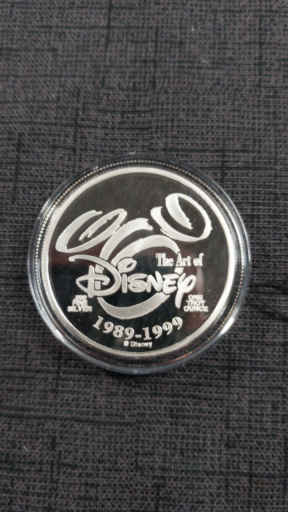 The Art of
Disney
.999
FINE
SILVER
ONE
TROY
OUNCE
1989-1999
© Disney